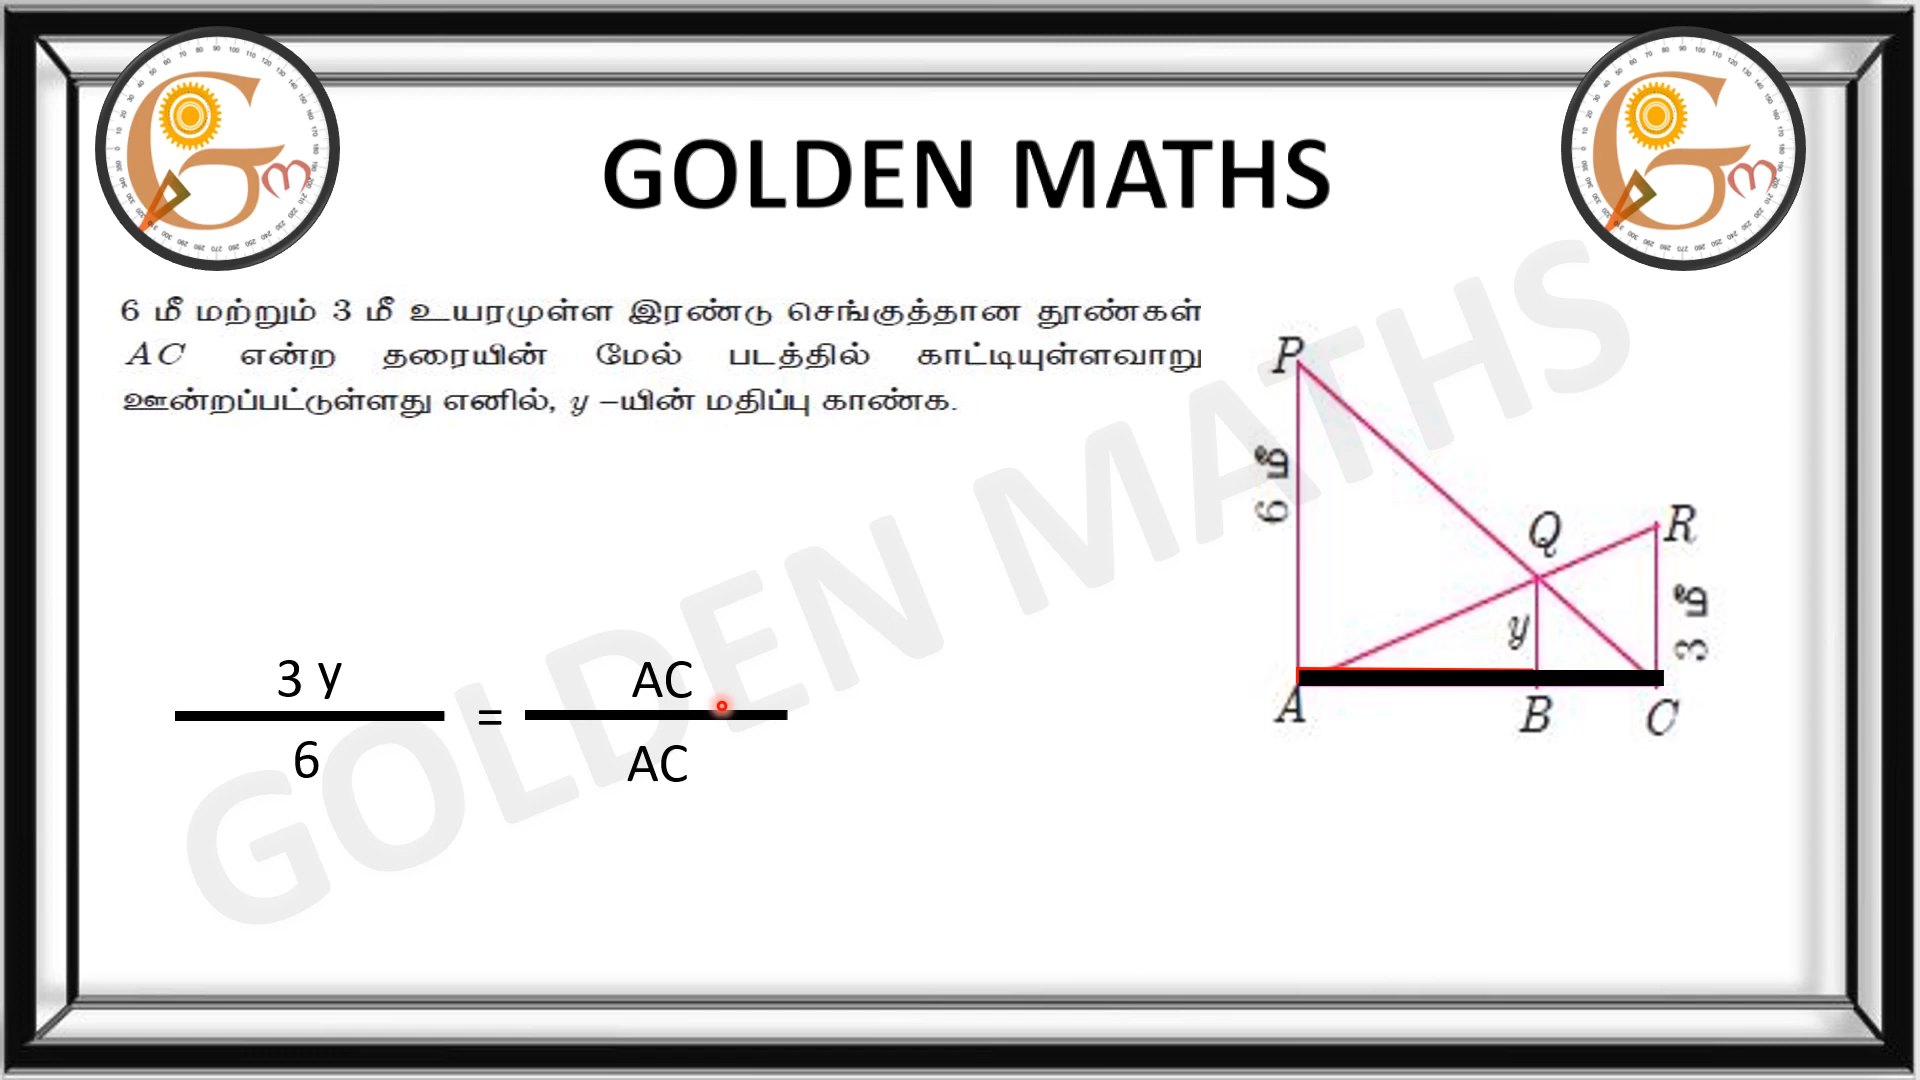 GOLDEN MATHS
6 மீ மற்றும் 3 மீ உயரமுள்ள இரண்டு செங்குத்தான தூண்கள்
AC என்ற தரையின் மேல் படத்தில் காட்டியுள்ளவாறு
ஊன்றப்பட்டுள்ளது எனில், y –யின் மதிப்பு காண்க.
P
6 மீ
Q
R
y
3 மீ
A
B
C
3 y
6
=
AC
AC
GOLDEN MATHS